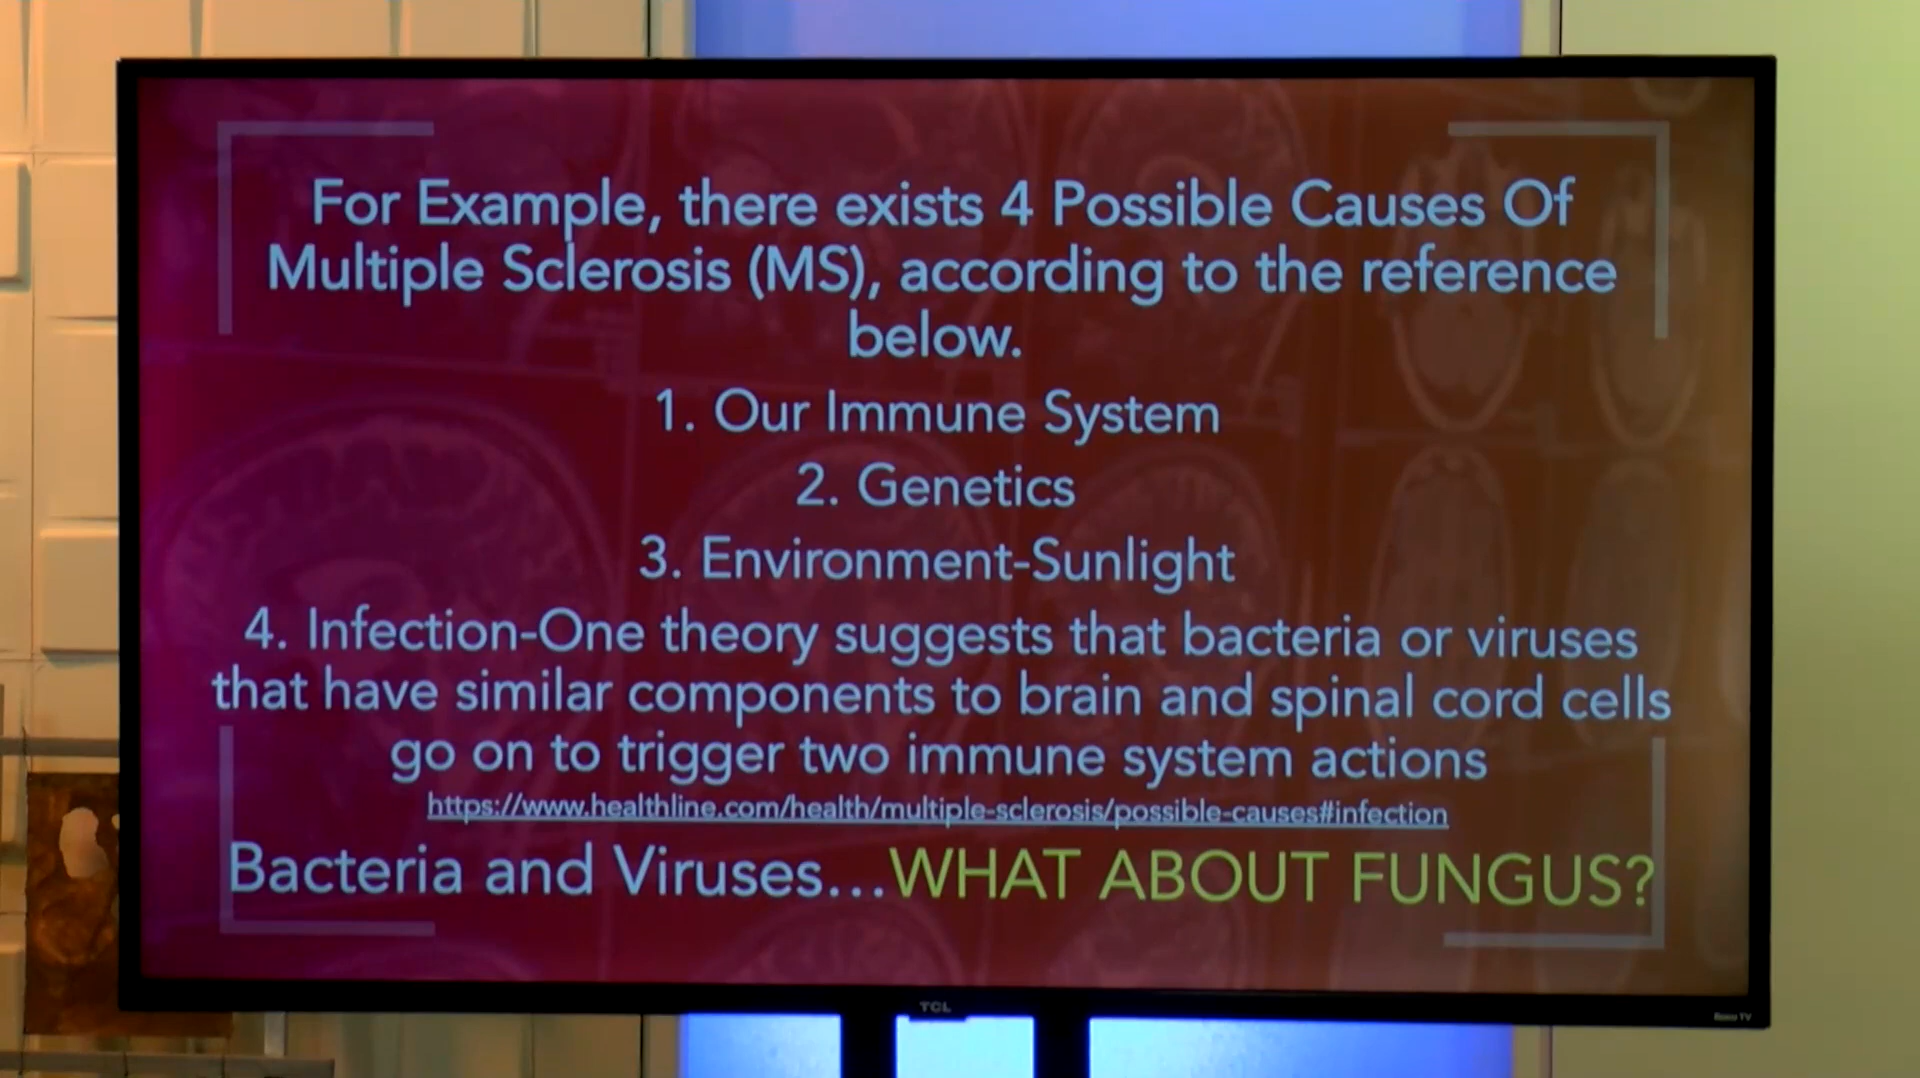 For Example, there exists 4 Possible Causes Of
Multiple Sclerosis (MS), according to the reference
below.
1. Our Immune System
2. Genetics
3. Environment-Sunlight
4. Infection-One theory suggests that bacteria or viruses
that have similar components to brain and spinal cord cells
go on to trigger two immune system actions
https://www.healthline.com/health/multiple-sclerosis/possible-causes#infection
Bacteria and Viruses...WHAT ABOUT FUNGUS?
TCL
Roku TV